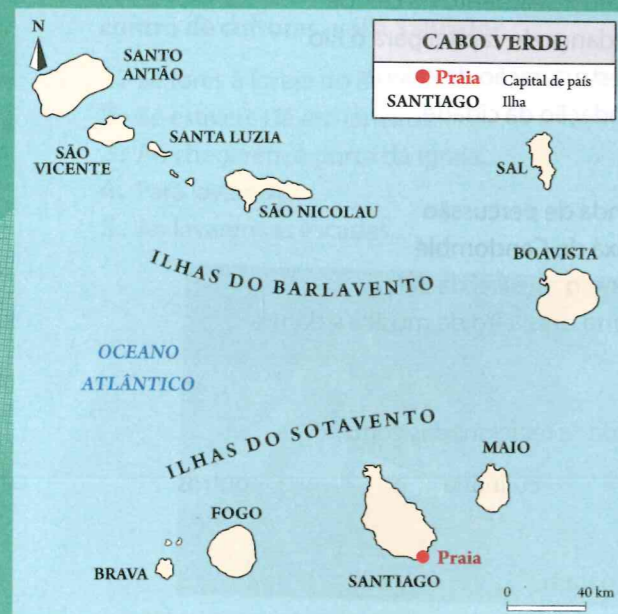 N
SANTO
ANTÃO
CABO VERDE
Praia Capital de país
SANTIAGO Ilha
SÃO
VICENTE
SANTA LUZIA
SÃO NICOLAU
SAL
BOAVISTA
ILHAS DO BARLAVENTO
OCEANO
ATLÂNTICO
ILHAS DO SOTAVENTO
MAIO
FOGO
BRAVA
Praia
SANTIAGO
0 40 km